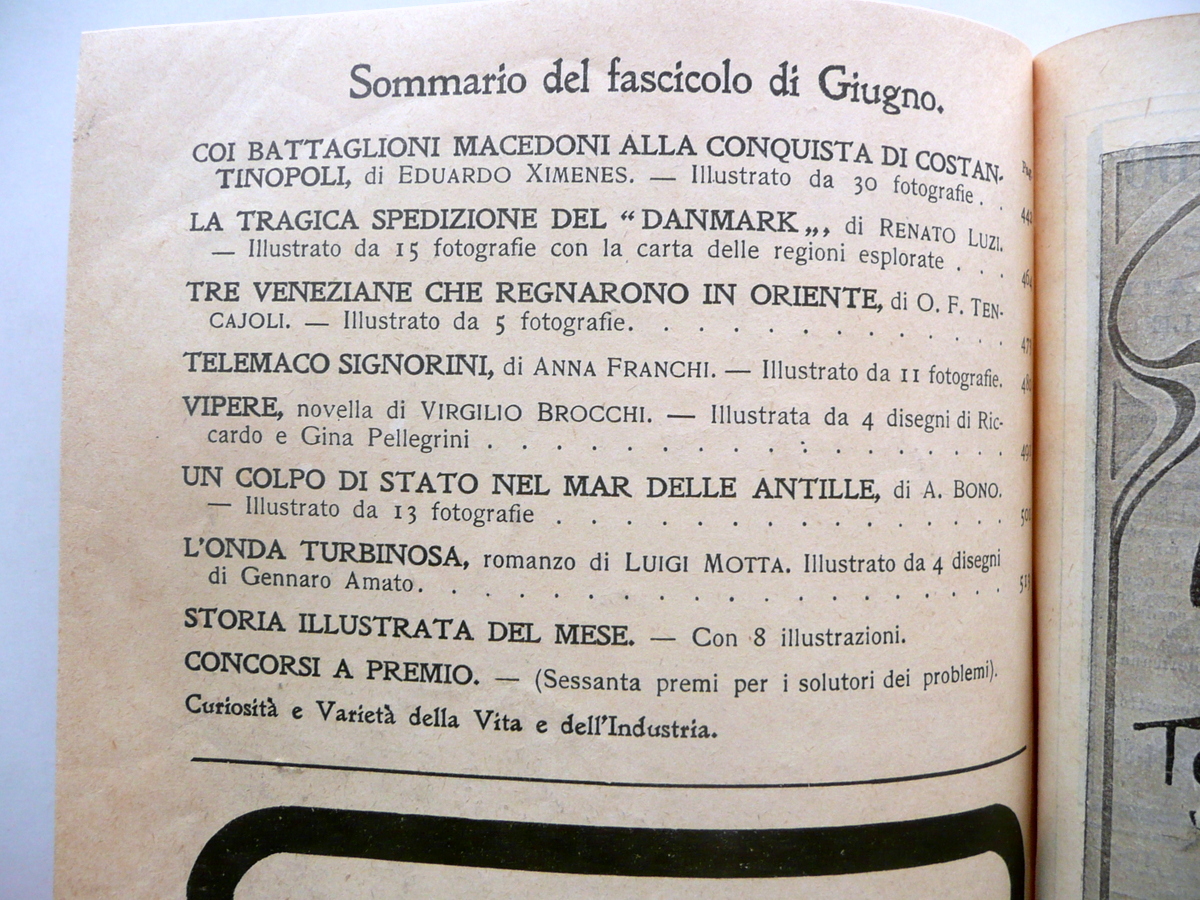 Sommario del fascicolo di Giugno.
COI BATTAGLIONI MACEDONI ALLA CONQUISTA DI COSTAN-
TINOPOLI, di EDUARDO XIMENES. — Illustrato da 30 fotografie . . 442
LA TRAGICA SPEDIZIONE DEL “DANMARK„, di RENATO LUZI.
— Illustrato da 15 fotografie con la carta delle regioni esplorate . . .
TRE VENEZIANE CHE REGNARONO IN ORIENTE, di O. F. TEN-
CAJOLI. — Illustrato da 5 fotografie. . . . . . . . . . .
TELEMACO SIGNORINI, di ANNA FRANCHI. — Illustrato da 11 fotografie.
VIPERE, novella di VIRGILIO BROCCHI. — Illustrata da 4 disegni di Ric-
cardo e Gina Pellegrini . . . . . . . . . . . . . . .
UN COLPO DI STATO NEL MAR DELLE ANTILLE, di A. BONO.
— Illustrato da 13 fotografie . . . . . . . . . . . . .
L'ONDA TURBINOSA, romanzo di LUIGI MOTTA. Illustrato da 4 disegni
di Gennaro Amato. . . . . . . . . . . . . . . . .
STORIA ILLUSTRATA DEL MESE. — Con 8 illustrazioni.
CONCORSI A PREMIO. — (Sessanta premi per i solutori dei problemi).
Curiosità e Varietà della Vita e dell'Industria.